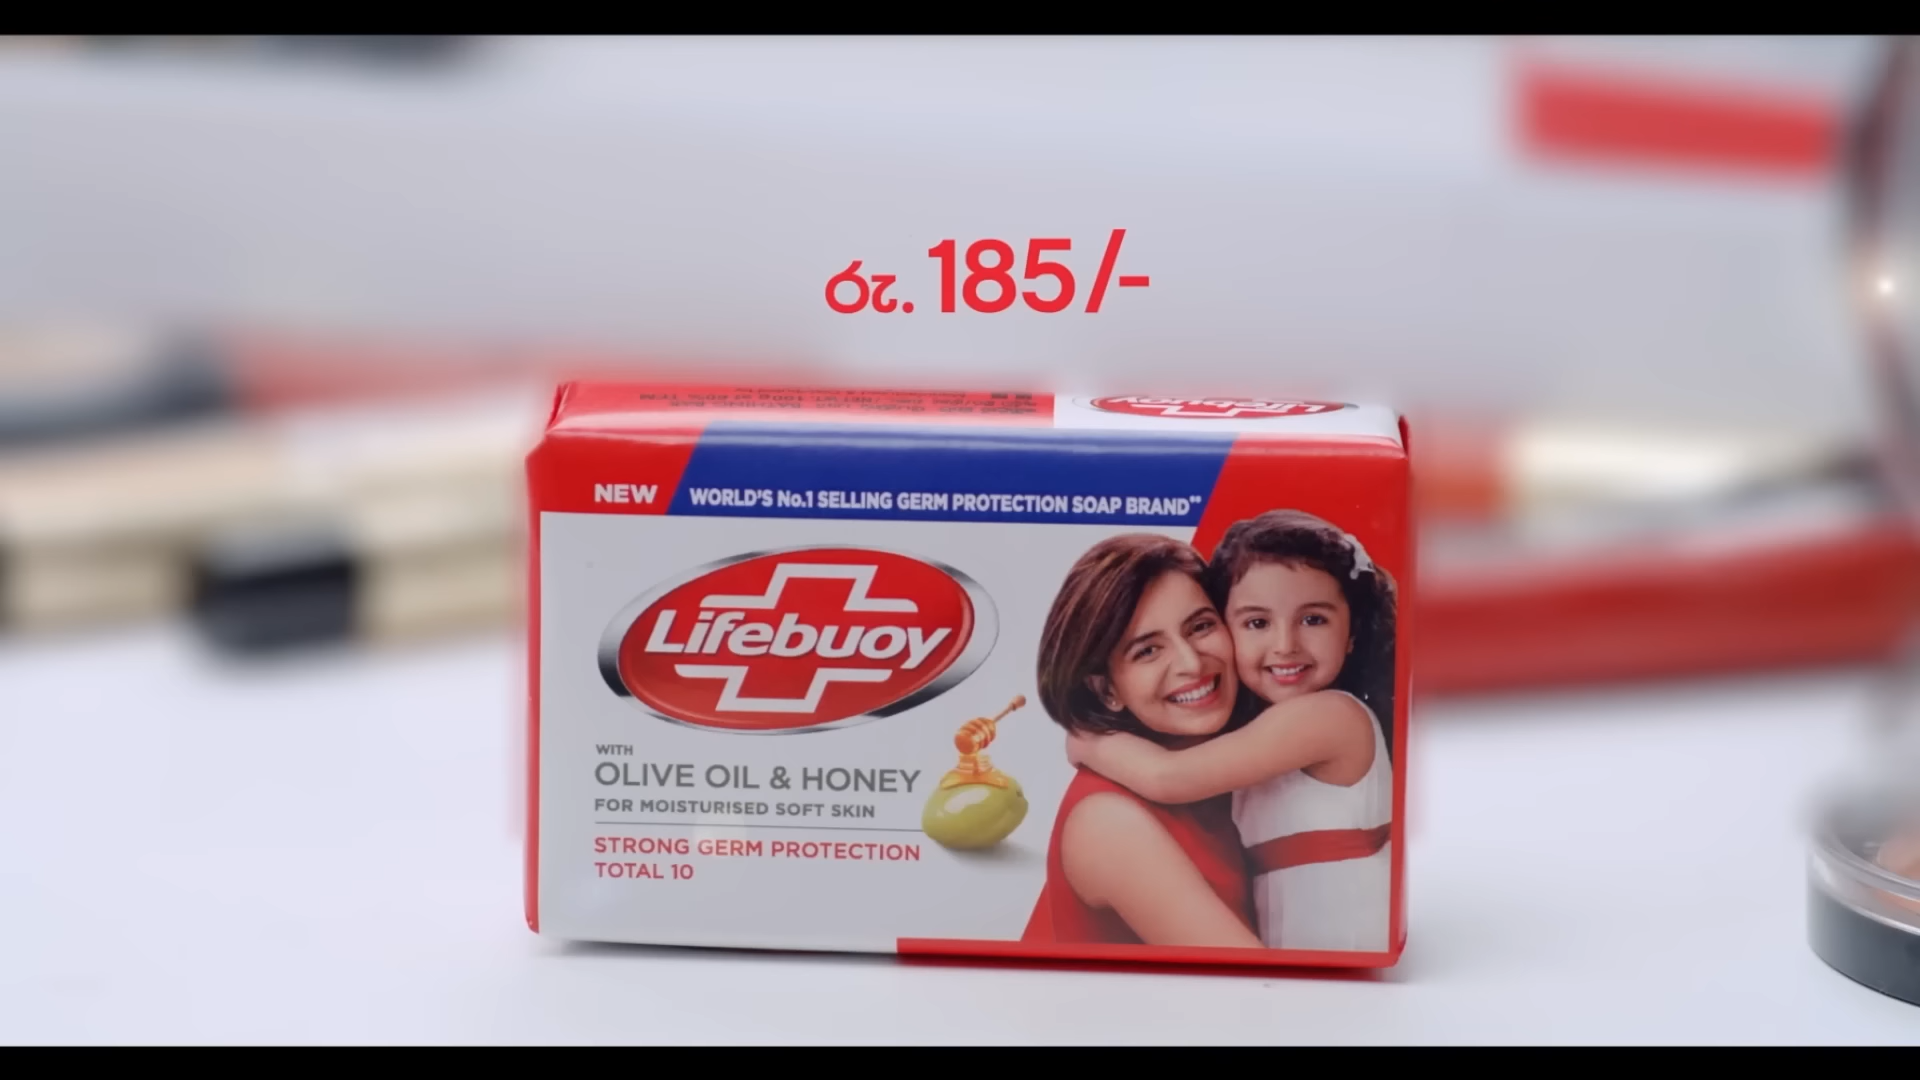 රු. 185/-
Lifebuoy
NEW
WORLD'S No.1 SELLING GERM PROTECTION SOAP BRAND**
Lifebuoy
WITH
OLIVE OIL & HONEY
FOR MOISTURISED SOFT SKIN
STRONG GERM PROTECTION
TOTAL 10